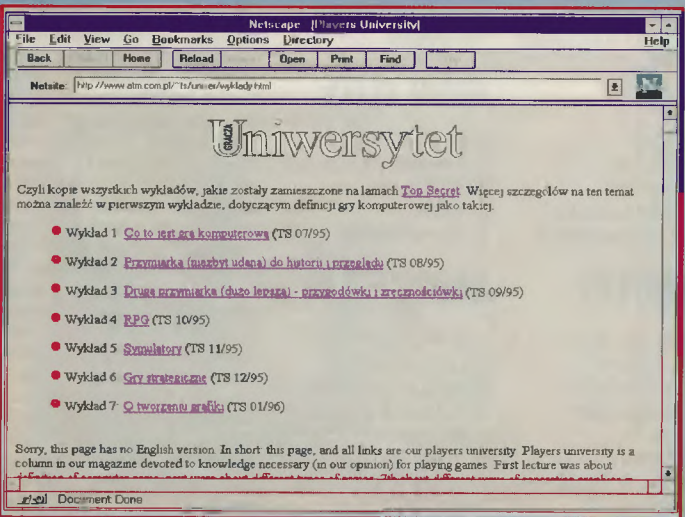 Netscape - [Players University]
File Edit View Go Bookmarks Options Directory Help
Back Home Reload Open Print Find
Netsite: http://www.atm.com.pl/~ts/univer/wyklady.html
GRACZA
Uniwersytet
Czyli kopie wszystkich wykładów, jakie zostały zamieszczone na łamach Top Secret. Więcej szczegółów na ten temat
można znaleźć w pierwszym wykładzie, dotyczącym definicji gry komputerowej jako takiej.
Wykład 1 Co to jest gra komputerowa (TS 07/95)
Wykład 2 Przymiarka (niezbyt udana) do historii i przeglądu (TS 08/95)
Wykład 3 Druga przymiarka (dużo lepsza) - przygodówki i zręcznościówki (TS 09/95)
Wykład 4 RPG (TS 10/95)
Wykład 5 Symulatory (TS 11/95)
Wykład 6 Gry strategiczne (TS 12/95)
Wykład 7 O tworzeniu grafiki (TS 01/96)
Sorry, this page has no English version. In short: this page, and all links are our players university. Players university is a
column in our magazine devoted to knowledge necessary (in our opinion) for playing games. First lecture was about
Document Done